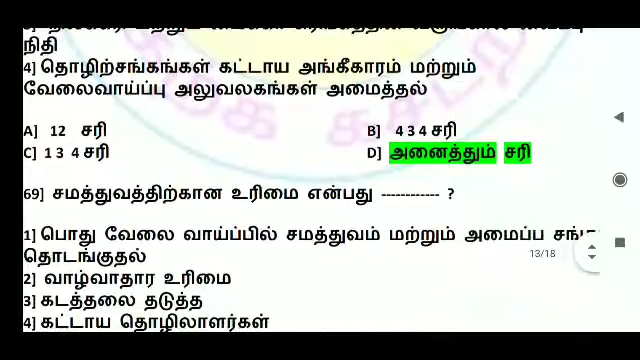 நிதி
4] தொழிற்சங்கங்கள் கட்டாய அங்கீகாரம் மற்றும்
வேலைவாய்ப்பு அலுவலகங்கள் அமைத்தல்
A] 12 சரி B] 4 3 4 சரி
C] 1 3 4 சரி D] அனைத்தும் சரி
69] சமத்துவத்திற்கான உரிமை என்பது ------------ ?
1] பொது வேலை வாய்ப்பில் சமத்துவம் மற்றும் அமைப்ப
தொடங்குதல் 13/18
2] வாழ்வாதார உரிமை
3] கடத்தலை தடுத்த
4] கட்டாய தொழிலாளர்கள்